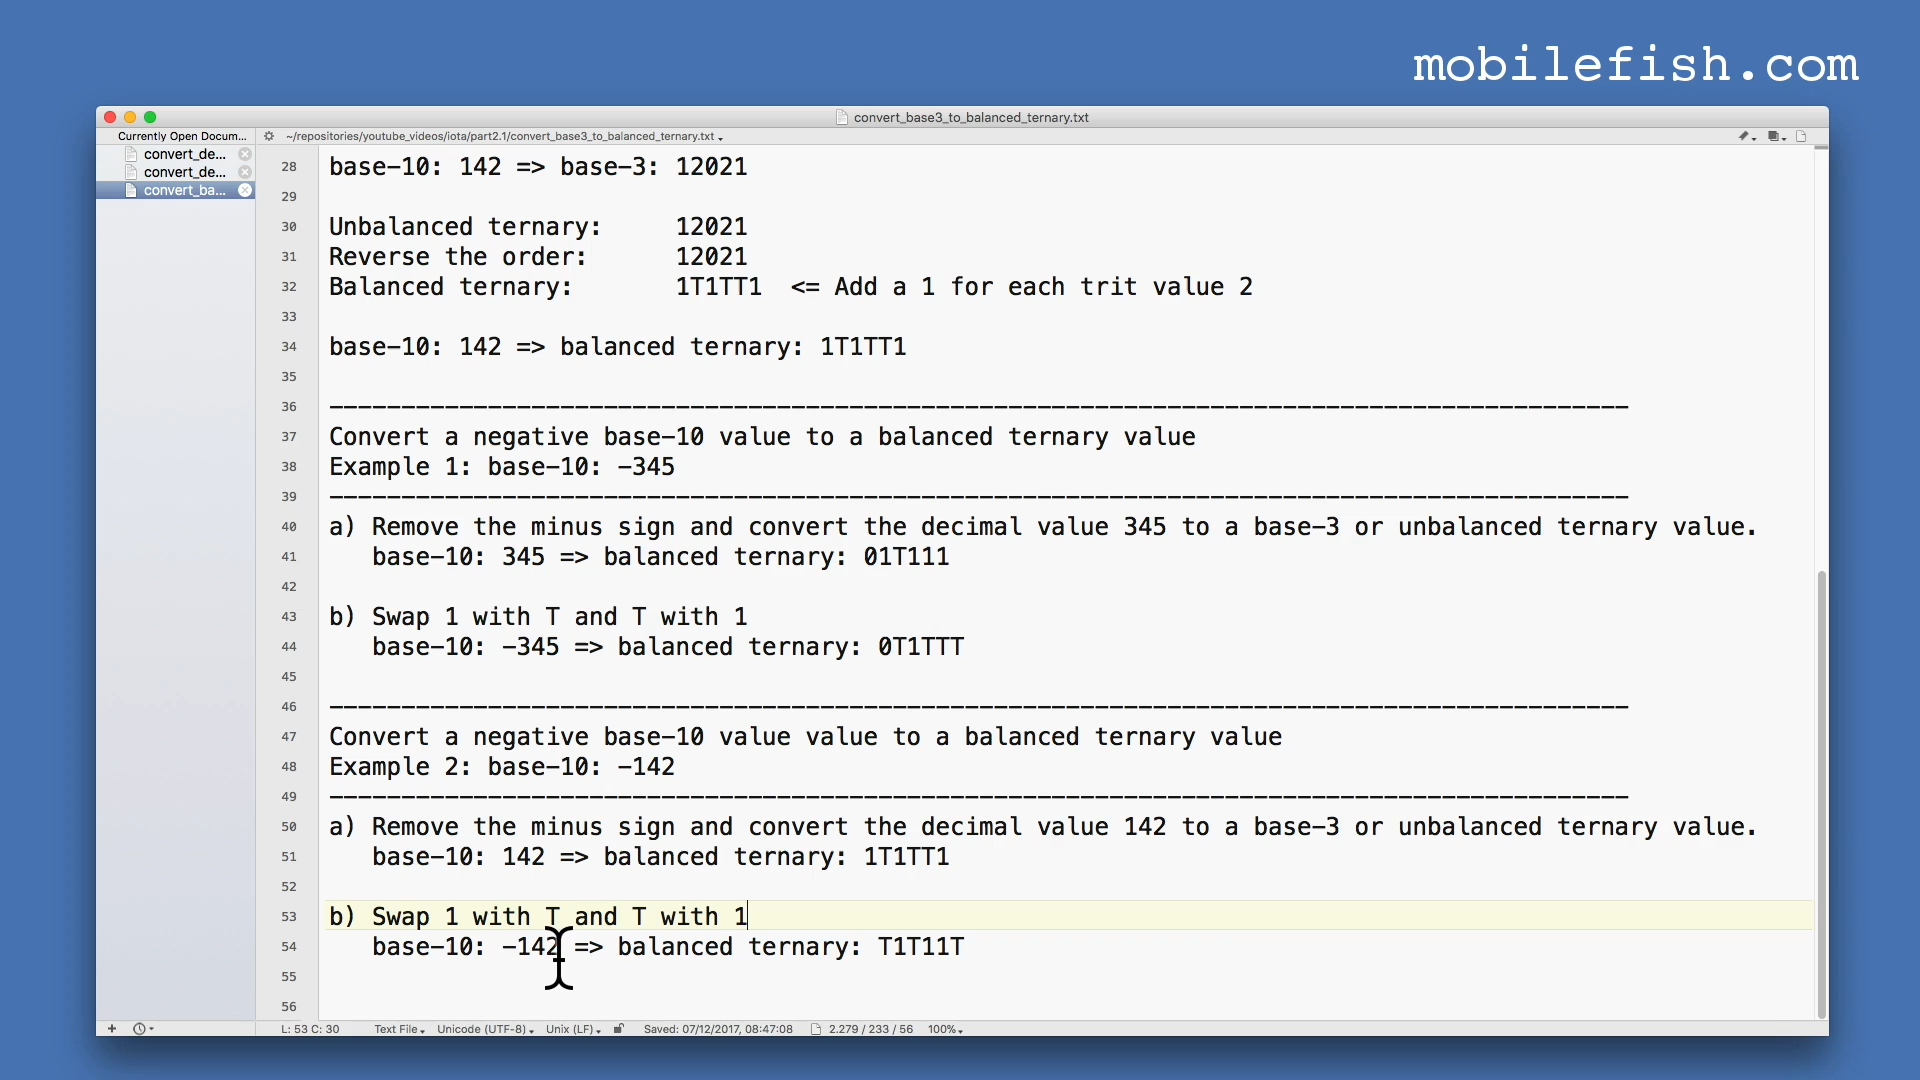 mobilefish.com
convert_base3_to_balanced_ternary.txt
Currently Open Docum...
~/repositories/youtube_videos/iota/part2.1/convert_base3_to_balanced_ternary.txt
convert_de...
convert_de...
convert_ba...
28 base-10: 142 => base-3: 12021
29
30 Unbalanced ternary: 12021
31 Reverse the order: 12021
32 Balanced ternary: 1T1TT1 <= Add a 1 for each trit value 2
33
34 base-10: 142 => balanced ternary: 1T1TT1
35
36 ------------------------------------------------------------------------------------------
37 Convert a negative base-10 value to a balanced ternary value
38 Example 1: base-10: -345
39 ------------------------------------------------------------------------------------------
40 a) Remove the minus sign and convert the decimal value 345 to a base-3 or unbalanced ternary value.
41 base-10: 345 => balanced ternary: 01T111
42
43 b) Swap 1 with T and T with 1
44 base-10: -345 => balanced ternary: 0T1TTT
45
46 ------------------------------------------------------------------------------------------
47 Convert a negative base-10 value value to a balanced ternary value
48 Example 2: base-10: -142
49 ------------------------------------------------------------------------------------------
50 a) Remove the minus sign and convert the decimal value 142 to a base-3 or unbalanced ternary value.
51 base-10: 142 => balanced ternary: 1T1TT1
52
53 b) Swap 1 with T and T with 1
54 base-10: -142 => balanced ternary: T1T11T
55
56
L: 53 C: 30 Text File Unicode (UTF-8) Unix (LF) Saved: 07/12/2017, 08:47:08 2.279 / 233 / 56 100%